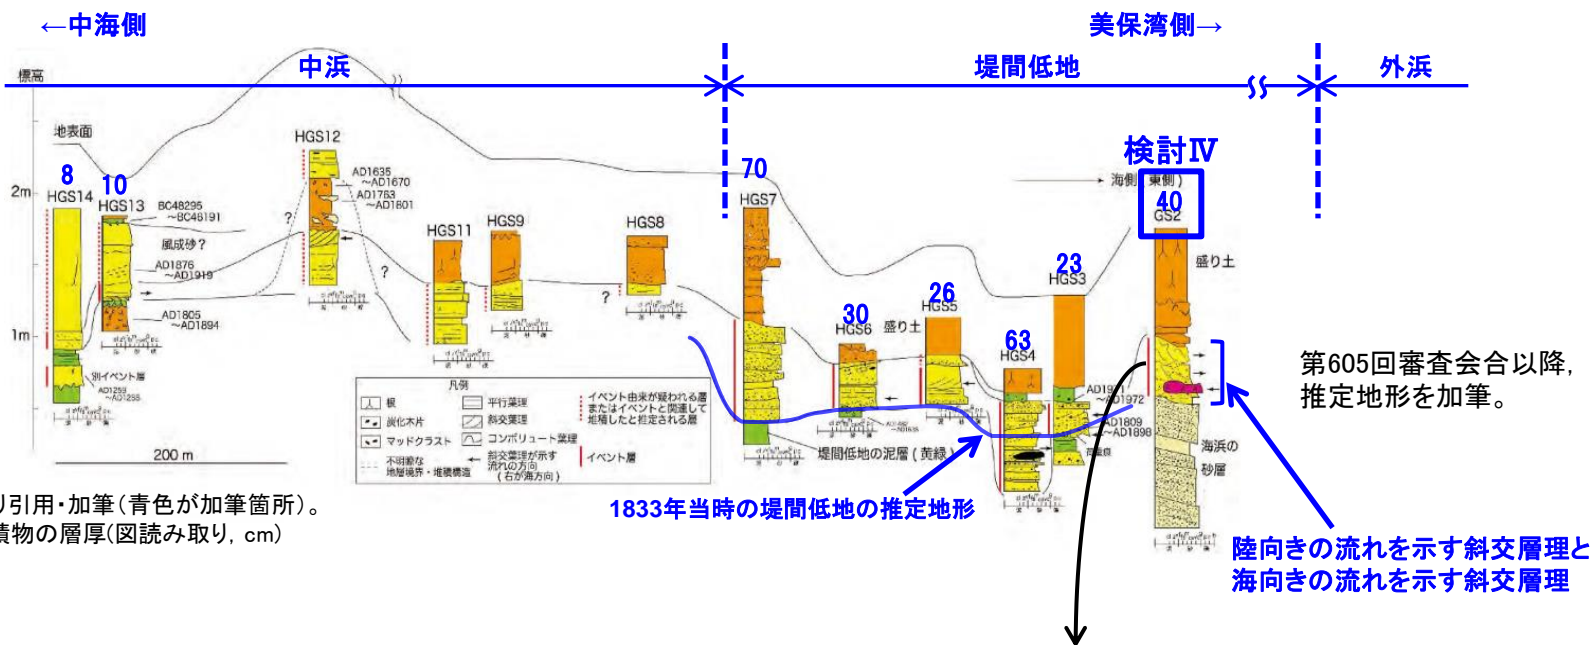 ←中海側
美保湾側→
中浜
堤間低地
外浜
標高
地表面
検討Ⅳ
海側(東側)
8
HGS14
10
HGS13
HGS12
HGS11
HGS9
HGS8
70
HGS7
30
HGS6
26
HGS5
63
HGS4
23
HGS3
40
GS2
2m
1m
BC48295
~BC48191
風成砂?
AD1876
~AD1919
AD1805
~AD1894
AD1635
~AD1670
AD1763
~AD1801
?
?
?
別イベント層
盛り土
盛り土
AD1809
~AD1898
海浜の
砂層
堤間低地の泥層(黄緑)
200 m
凡例
根
炭化木片
マッドクラスト
不明瞭な
地層境界・堆積構造
平行葉理
斜交葉理
コンボリュート葉理
斜交葉理が示す
流れの方向
(右が海方向)
イベント由来が疑われる層
またはイベントと関連して
堆積したと推定される層
イベント層
1833年当時の堤間低地の推定地形
第605回審査会合以降,
推定地形を加筆。
陸向きの流れを示す斜交層理と
海向きの流れを示す斜交層理
り引用・加筆(青色が加筆箇所)。
積物の層厚(図読み取り, cm)